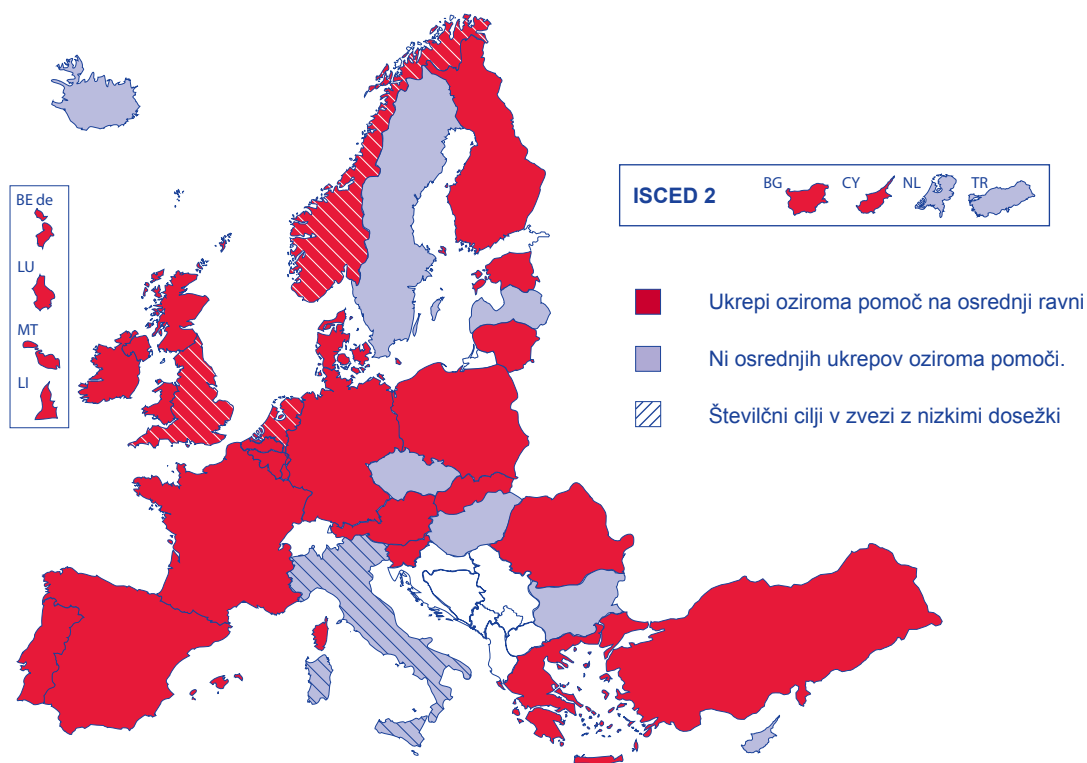 BE de
LU
MT
LI
ISCED 2
BG
CY
NL
TR
Ukrepi oziroma pomoč na osrednji ravni
Ni osrednjih ukrepov oziroma pomoči.
Številčni cilji v zvezi z nizkimi dosežki